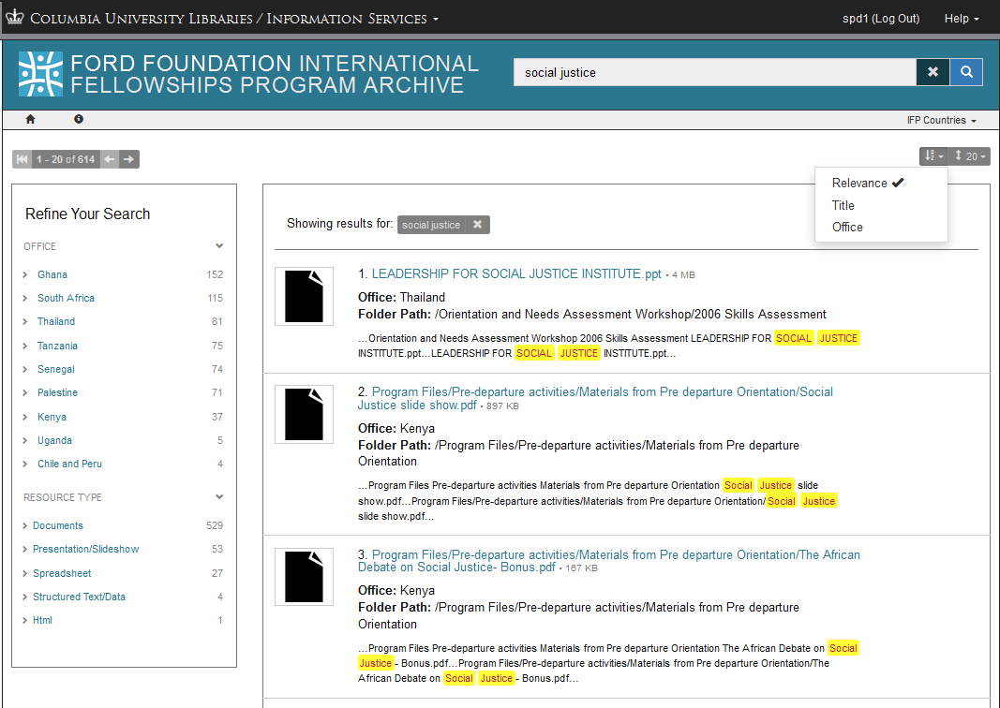 COLUMBIA UNIVERSITY LIBRARIES / INFORMATION SERVICES
spd1 (Log Out) Help
FORD FOUNDATION INTERNATIONAL
FELLOWSHIPS PROGRAM ARCHIVE
social justice
IFP Countries
1 - 20 of 614
20
Relevance
Title
Office
Refine Your Search
OFFICE
Ghana 152
South Africa 115
Thailand 81
Tanzania 75
Senegal 74
Palestine 71
Kenya 37
Uganda 5
Chile and Peru 4
RESOURCE TYPE
Documents 529
Presentation/Slideshow 53
Spreadsheet 27
Structured Text/Data 4
Html 1
Showing results for: social justice
1. LEADERSHIP FOR SOCIAL JUSTICE INSTITUTE.ppt • 4 MB
Office: Thailand
Folder Path: /Orientation and Needs Assessment Workshop/2006 Skills Assessment
...Orientation and Needs Assessment Workshop 2006 Skills Assessment LEADERSHIP FOR SOCIAL JUSTICE
INSTITUTE.ppt...LEADERSHIP FOR SOCIAL JUSTICE INSTITUTE.ppt...
2. Program Files/Pre-departure activities/Materials from Pre departure Orientation/Social
Justice slide show.pdf • 897 KB
Office: Kenya
Folder Path: /Program Files/Pre-departure activities/Materials from Pre departure
Orientation
...Program Files Pre-departure activities Materials from Pre departure Orientation Social Justice slide
show.pdf...Program Files/Pre-departure activities/Materials from Pre departure Orientation/Social Justice
slide show.pdf...
3. Program Files/Pre-departure activities/Materials from Pre departure Orientation/The African
Debate on Social Justice- Bonus.pdf • 167 KB
Office: Kenya
Folder Path: /Program Files/Pre-departure activities/Materials from Pre departure
Orientation
...Program Files Pre-departure activities Materials from Pre departure Orientation The African Debate on Social
Justice- Bonus.pdf...Program Files/Pre-departure activities/Materials from Pre departure Orientation/The
African Debate on Social Justice- Bonus.pdf...